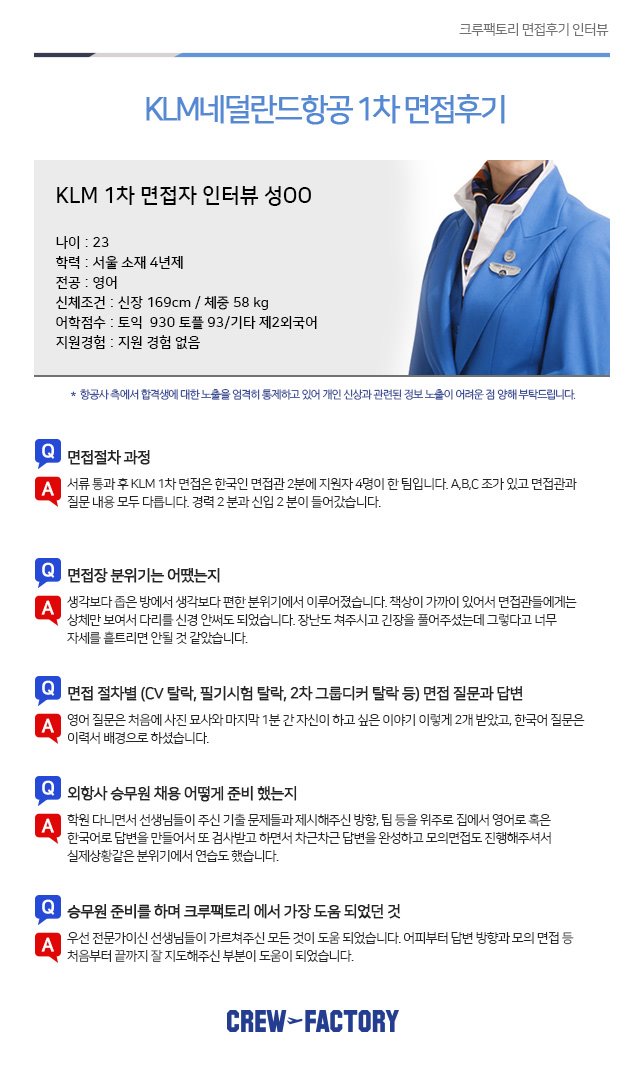 크루팩토리 면접후기 인터뷰
KLM네덜란드항공 1차 면접후기
KLM 1차 면접자 인터뷰 성OO
나이 : 23
학력 : 서울 소재 4년제
전공 : 영어
신체조건 : 신장 169cm / 체중 58 kg
어학점수 : 토익 930 토플 93/기타 제2외국어
지원경험 : 지원 경험 없음
* 항공사 측에서 합격생에 대한 노출을 엄격히 통제하고 있어 개인 신상과 관련된 정보 노출이 어려운 점 양해 부탁드립니다.
Q 면접절차 과정
A 서류 통과 후 KLM 1차 면접은 한국인 면접관 2분에 지원자 4명이 한 팀입니다. A,B,C 조가 있고 면접관과
질문 내용 모두 다릅니다. 경력 2 분과 신입 2 분이 들어갔습니다.
Q 면접장 분위기는 어땠는지
A 생각보다 좁은 방에서 생각보다 편한 분위기에서 이루어졌습니다. 책상이 가까이 있어서 면접관들에게는
상체만 보여서 다리를 신경 안써도 되었습니다. 장난도 쳐주시고 긴장을 풀어주셨는데 그렇다고 너무
자세를 흘트리면 안될 것 같았습니다.
Q 면접 절차별 (CV 탈락, 필기시험 탈락, 2차 그룹디커 탈락 등) 면접 질문과 답변
A 영어 질문은 처음에 사진 묘사와 마지막 1분 간 자신이 하고 싶은 이야기 이렇게 2개 받았고, 한국어 질문은
이력서 배경으로 하셨습니다.
Q 외항사 승무원 채용 어떻게 준비 했는지
A 학원 다니면서 선생님들이 주신 기출 문제들과 제시해주신 방향, 팁 등을 위주로 집에서 영어로 혹은
한국어로 답변을 만들어서 또 검사받고 하면서 차근차근 답변을 완성하고 모의면접도 진행해주셔서
실제상황같은 분위기에서 연습도 했습니다.
Q 승무원 준비를 하며 크루팩토리 에서 가장 도움 되었던 것
A 우선 전문가이신 선생님들이 가르쳐주신 모든 것이 도움 되었습니다. 어피부터 답변 방향과 모의 면접 등
처음부터 끝까지 잘 지도해주신 부분이 도움이 되었습니다.
CREW FACTORY